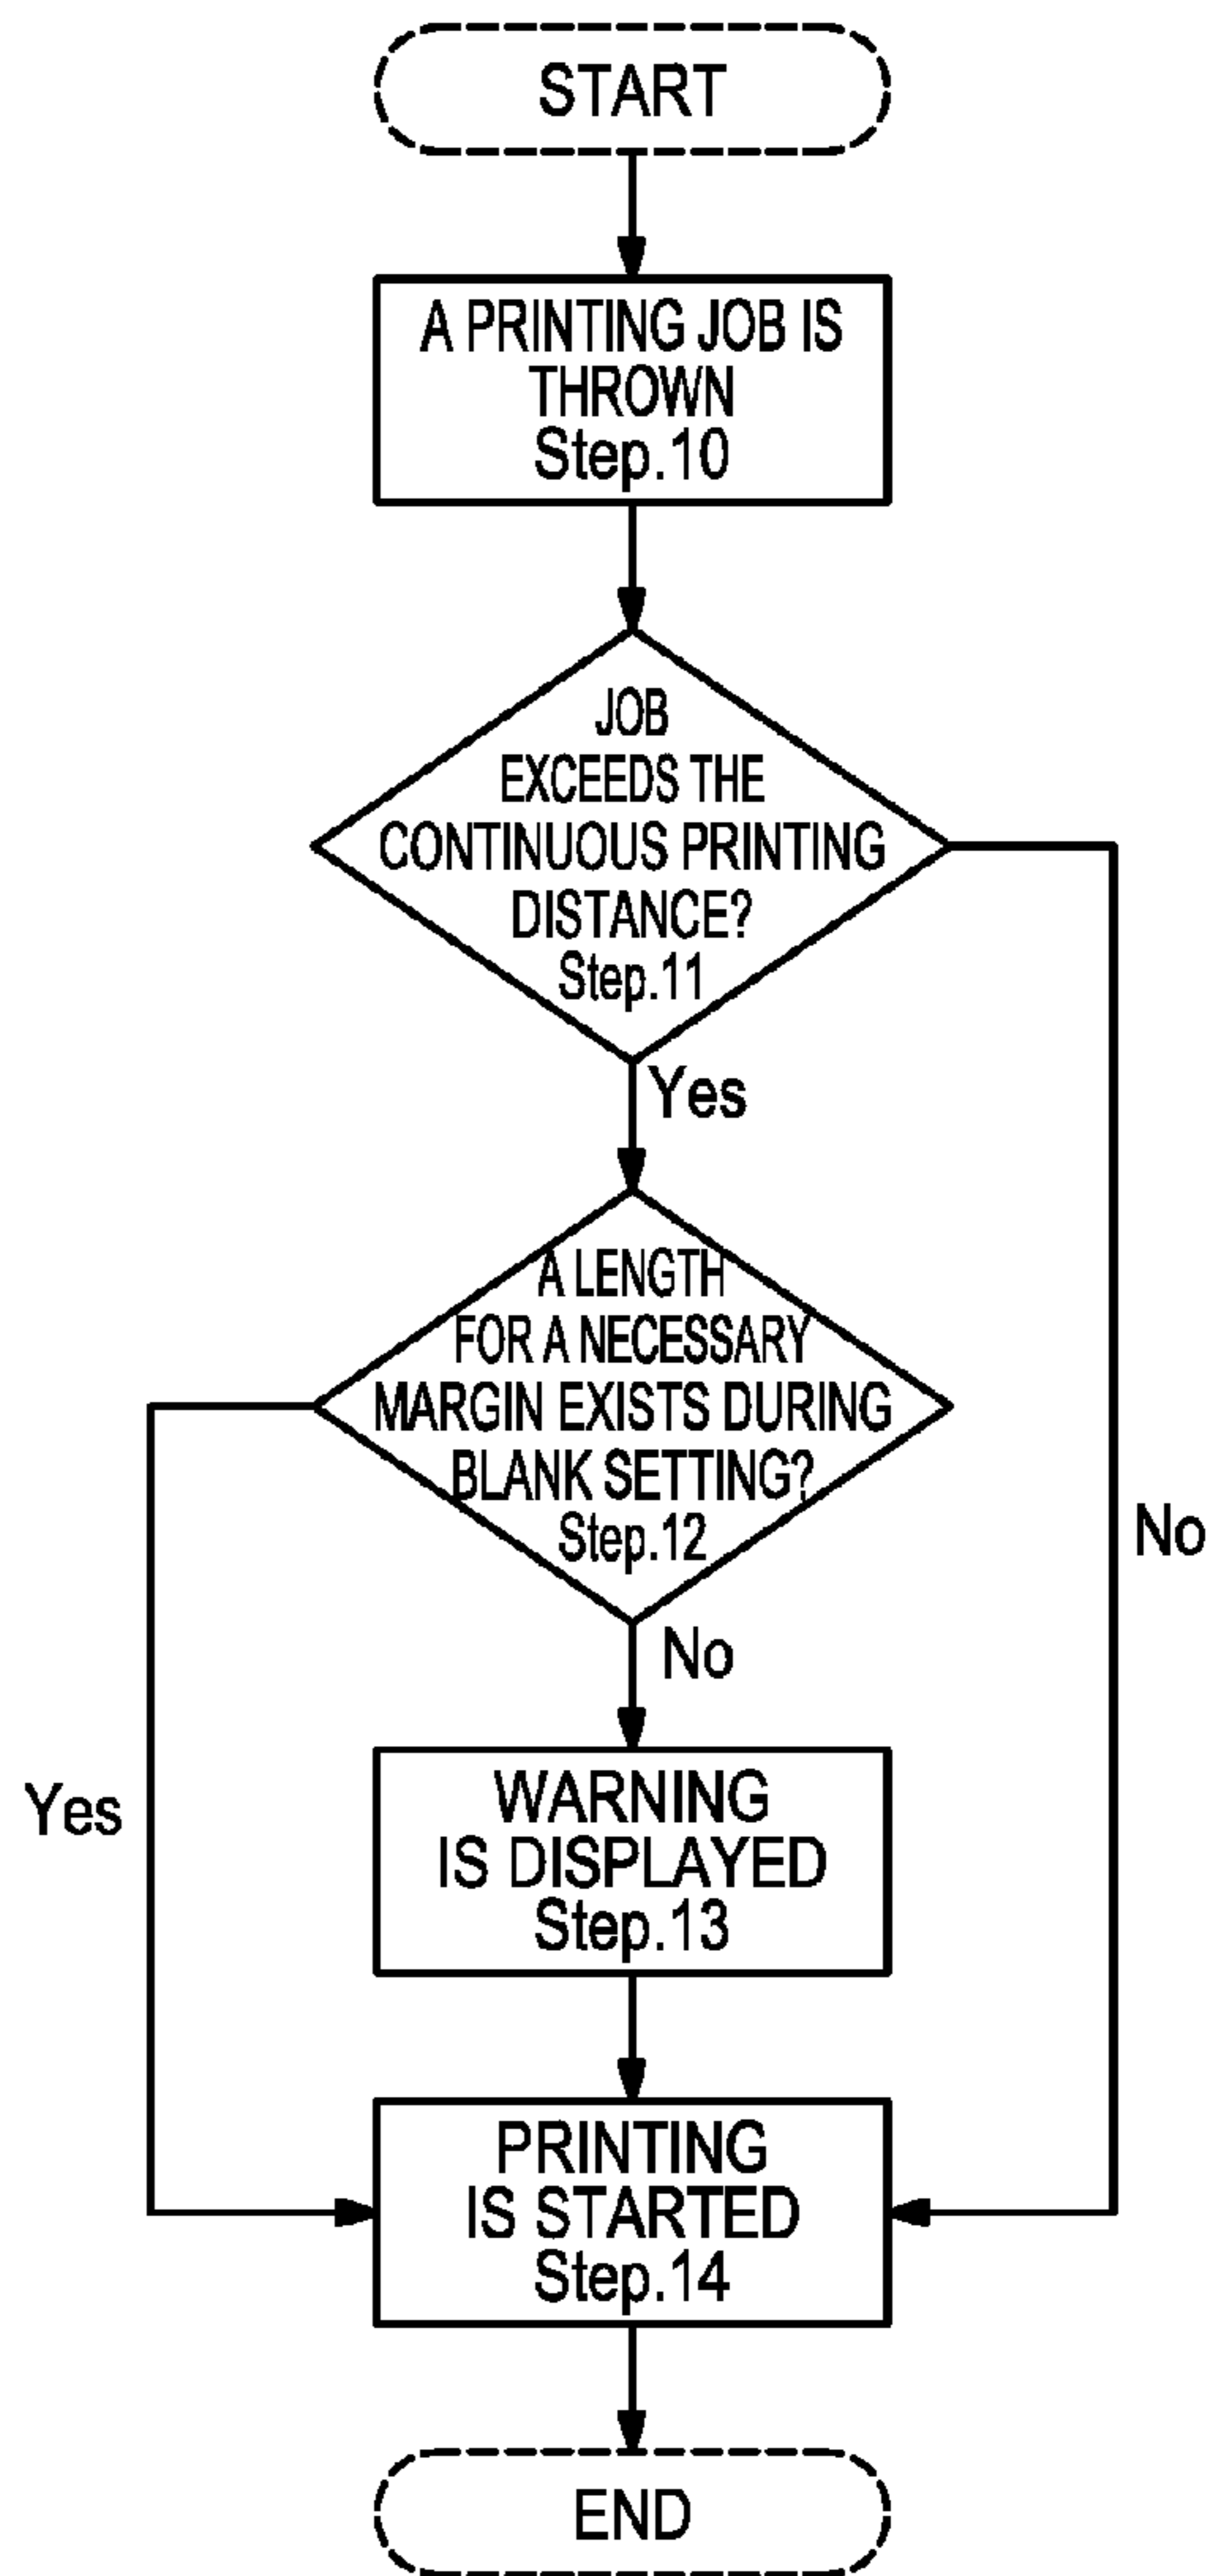 START
A PRINTING JOB IS
THROWN
Step.10
JOB
EXCEEDS THE
CONTINUOUS PRINTING
DISTANCE?
Step.11
Yes
A LENGTH
FOR A NECESSARY
MARGIN EXISTS DURING
BLANK SETTING?
Step.12
No
No
Yes
WARNING
IS DISPLAYED
Step.13
PRINTING
IS STARTED
Step.14
END